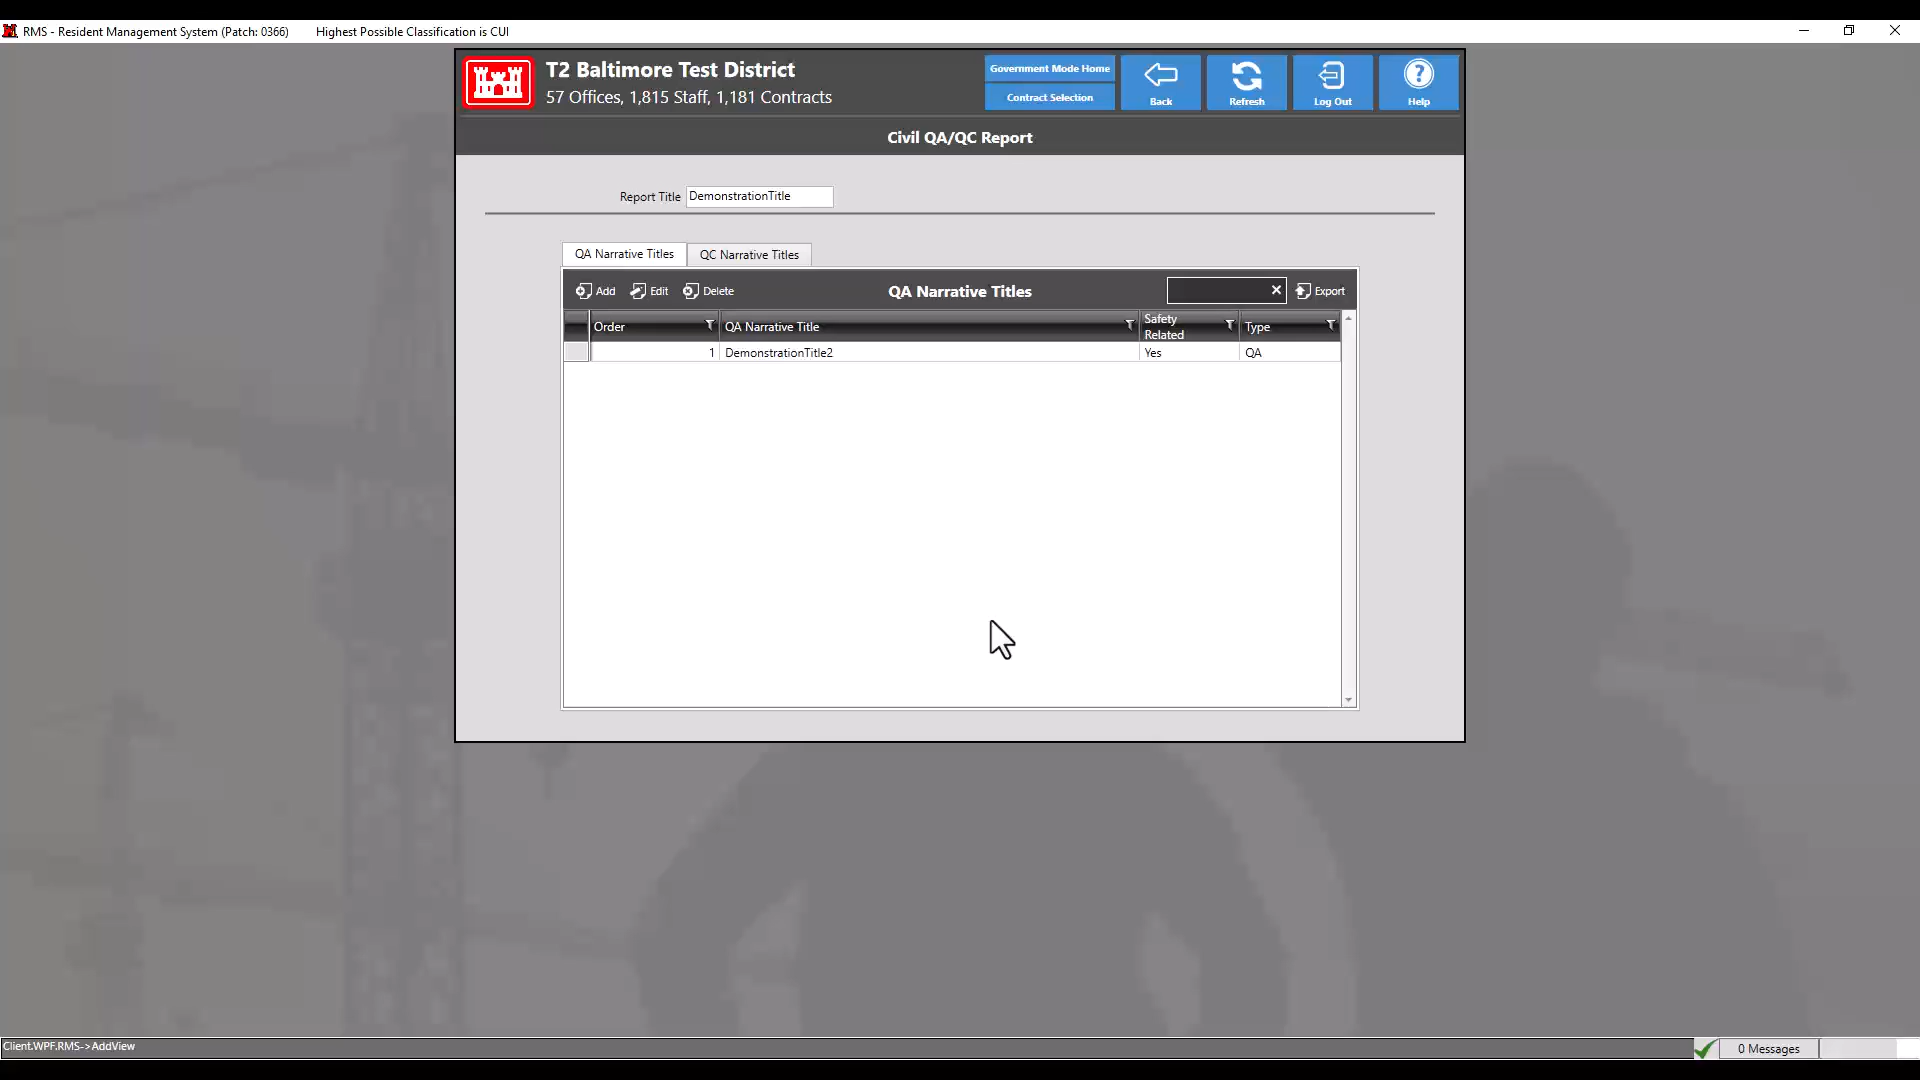 RMS - Resident Management System (Patch: 0366) Highest Possible Classification is CUI
T2 Baltimore Test District
57 Offices, 1,815 Staff, 1,181 Contracts
Government Mode Home
Contract Selection
Back
Refresh
Log Out
Help
Civil QA/QC Report
Report Title DemonstrationTitle
QA Narrative Titles QC Narrative Titles
Add Edit Delete QA Narrative Titles Export
Order QA Narrative Title Safety Related Type
1 DemonstrationTitle2 Yes QA
Client.WPF.RMS->AddView 0 Messages